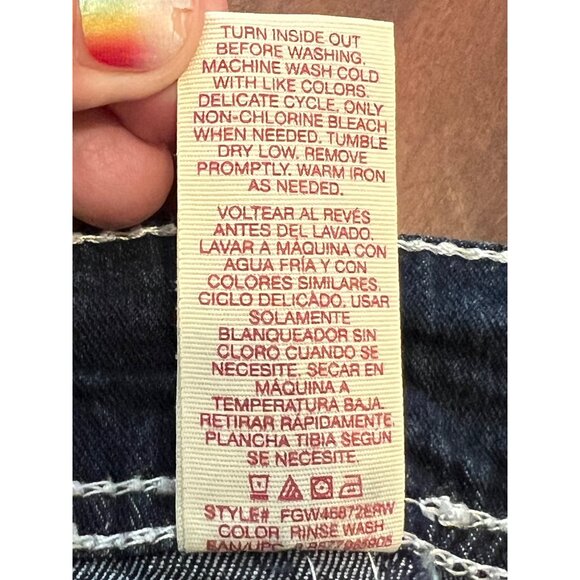 TURN INSIDE OUT
BEFORE WASHING.
MACHINE WASH COLD
WITH LIKE COLORS.
DELICATE CYCLE. ONLY
NON-CHLORINE BLEACH
WHEN NEEDED. TUMBLE
DRY LOW. REMOVE
PROMPTLY. WARM IRON
AS NEEDED.
VOLTEAR AL REVÉS
ANTES DEL LAVADO.
LAVAR A MÁQUINA CON
AGUA FRÍA Y CON
COLORES SIMILARES.
CICLO DELICADO. USAR
SOLAMENTE
BLANQUEADOR SIN
CLORO CUANDO SE
NECESITE. SECAR EN
MÁQUINA A
TEMPERATURA BAJA.
RETIRAR RÁPIDAMENTE.
PLANCHA TIBIA SEGÚN
SE NECESITE.
STYLE# FGW46872ERW
COLOR RINSE WASH
EAN/UPC